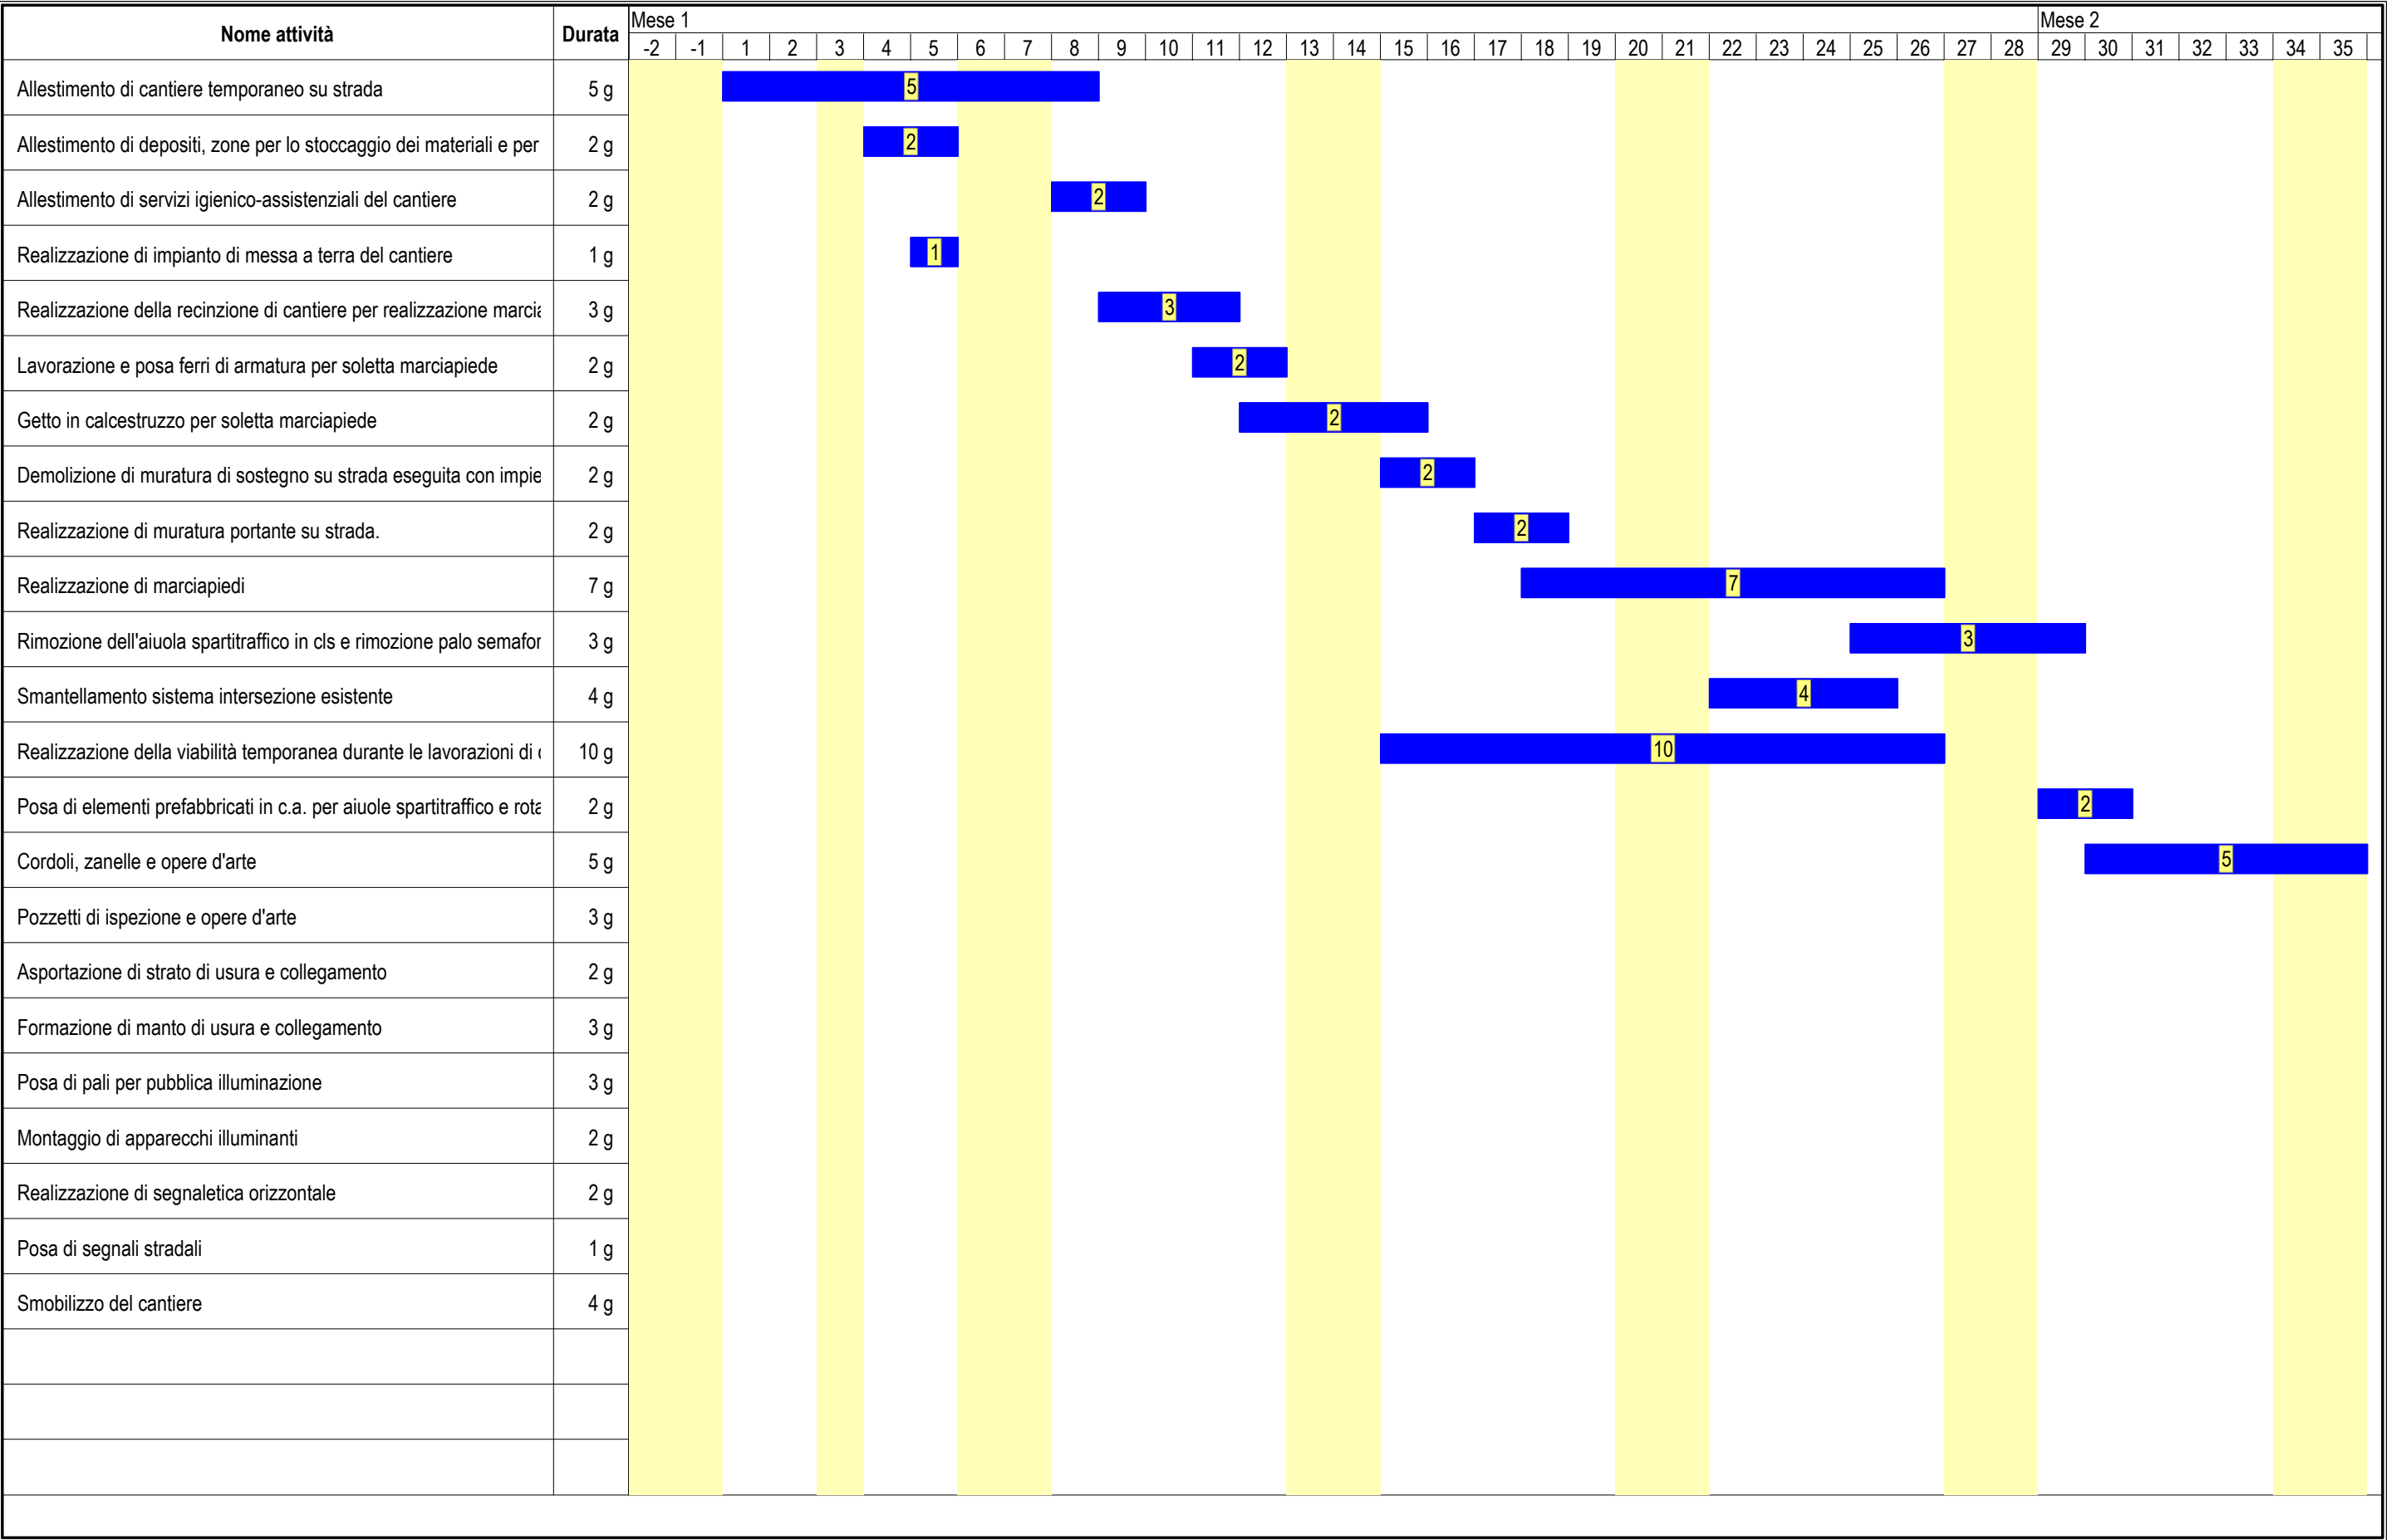 Nome attività Durata Mese 1 Mese 2
-2 -1 1 2 3 4 5 6 7 8 9 10 11 12 13 14 15 16 17 18 19 20 21 22 23 24 25 26 27 28 29 30 31 32 33 34 35
Allestimento di cantiere temporaneo su strada 5 g 5
Allestimento di depositi, zone per lo stoccaggio dei materiali e per 2 g 2
Allestimento di servizi igienico-assistenziali del cantiere 2 g 2
Realizzazione di impianto di messa a terra del cantiere 1 g 1
Realizzazione della recinzione di cantiere per realizzazione marcia 3 g 3
Lavorazione e posa ferri di armatura per soletta marciapiede 2 g 2
Getto in calcestruzzo per soletta marciapiede 2 g 2
Demolizione di muratura di sostegno su strada eseguita con impie 2 g 2
Realizzazione di muratura portante su strada. 2 g 2
Realizzazione di marciapiedi 7 g 7
Rimozione dell'aiuola spartitraffico in cls e rimozione palo semafor 3 g 3
Smantellamento sistema intersezione esistente 4 g 4
Realizzazione della viabilità temporanea durante le lavorazioni di 10 g 10
Posa di elementi prefabbricati in c.a. per aiuole spartitraffico e rota 2 g 2
Cordoli, zanelle e opere d'arte 5 g 5
Pozzetti di ispezione e opere d'arte 3 g
Asportazione di strato di usura e collegamento 2 g
Formazione di manto di usura e collegamento 3 g
Posa di pali per pubblica illuminazione 3 g
Montaggio di apparecchi illuminanti 2 g
Realizzazione di segnaletica orizzontale 2 g
Posa di segnali stradali 1 g
Smobilizzo del cantiere 4 g